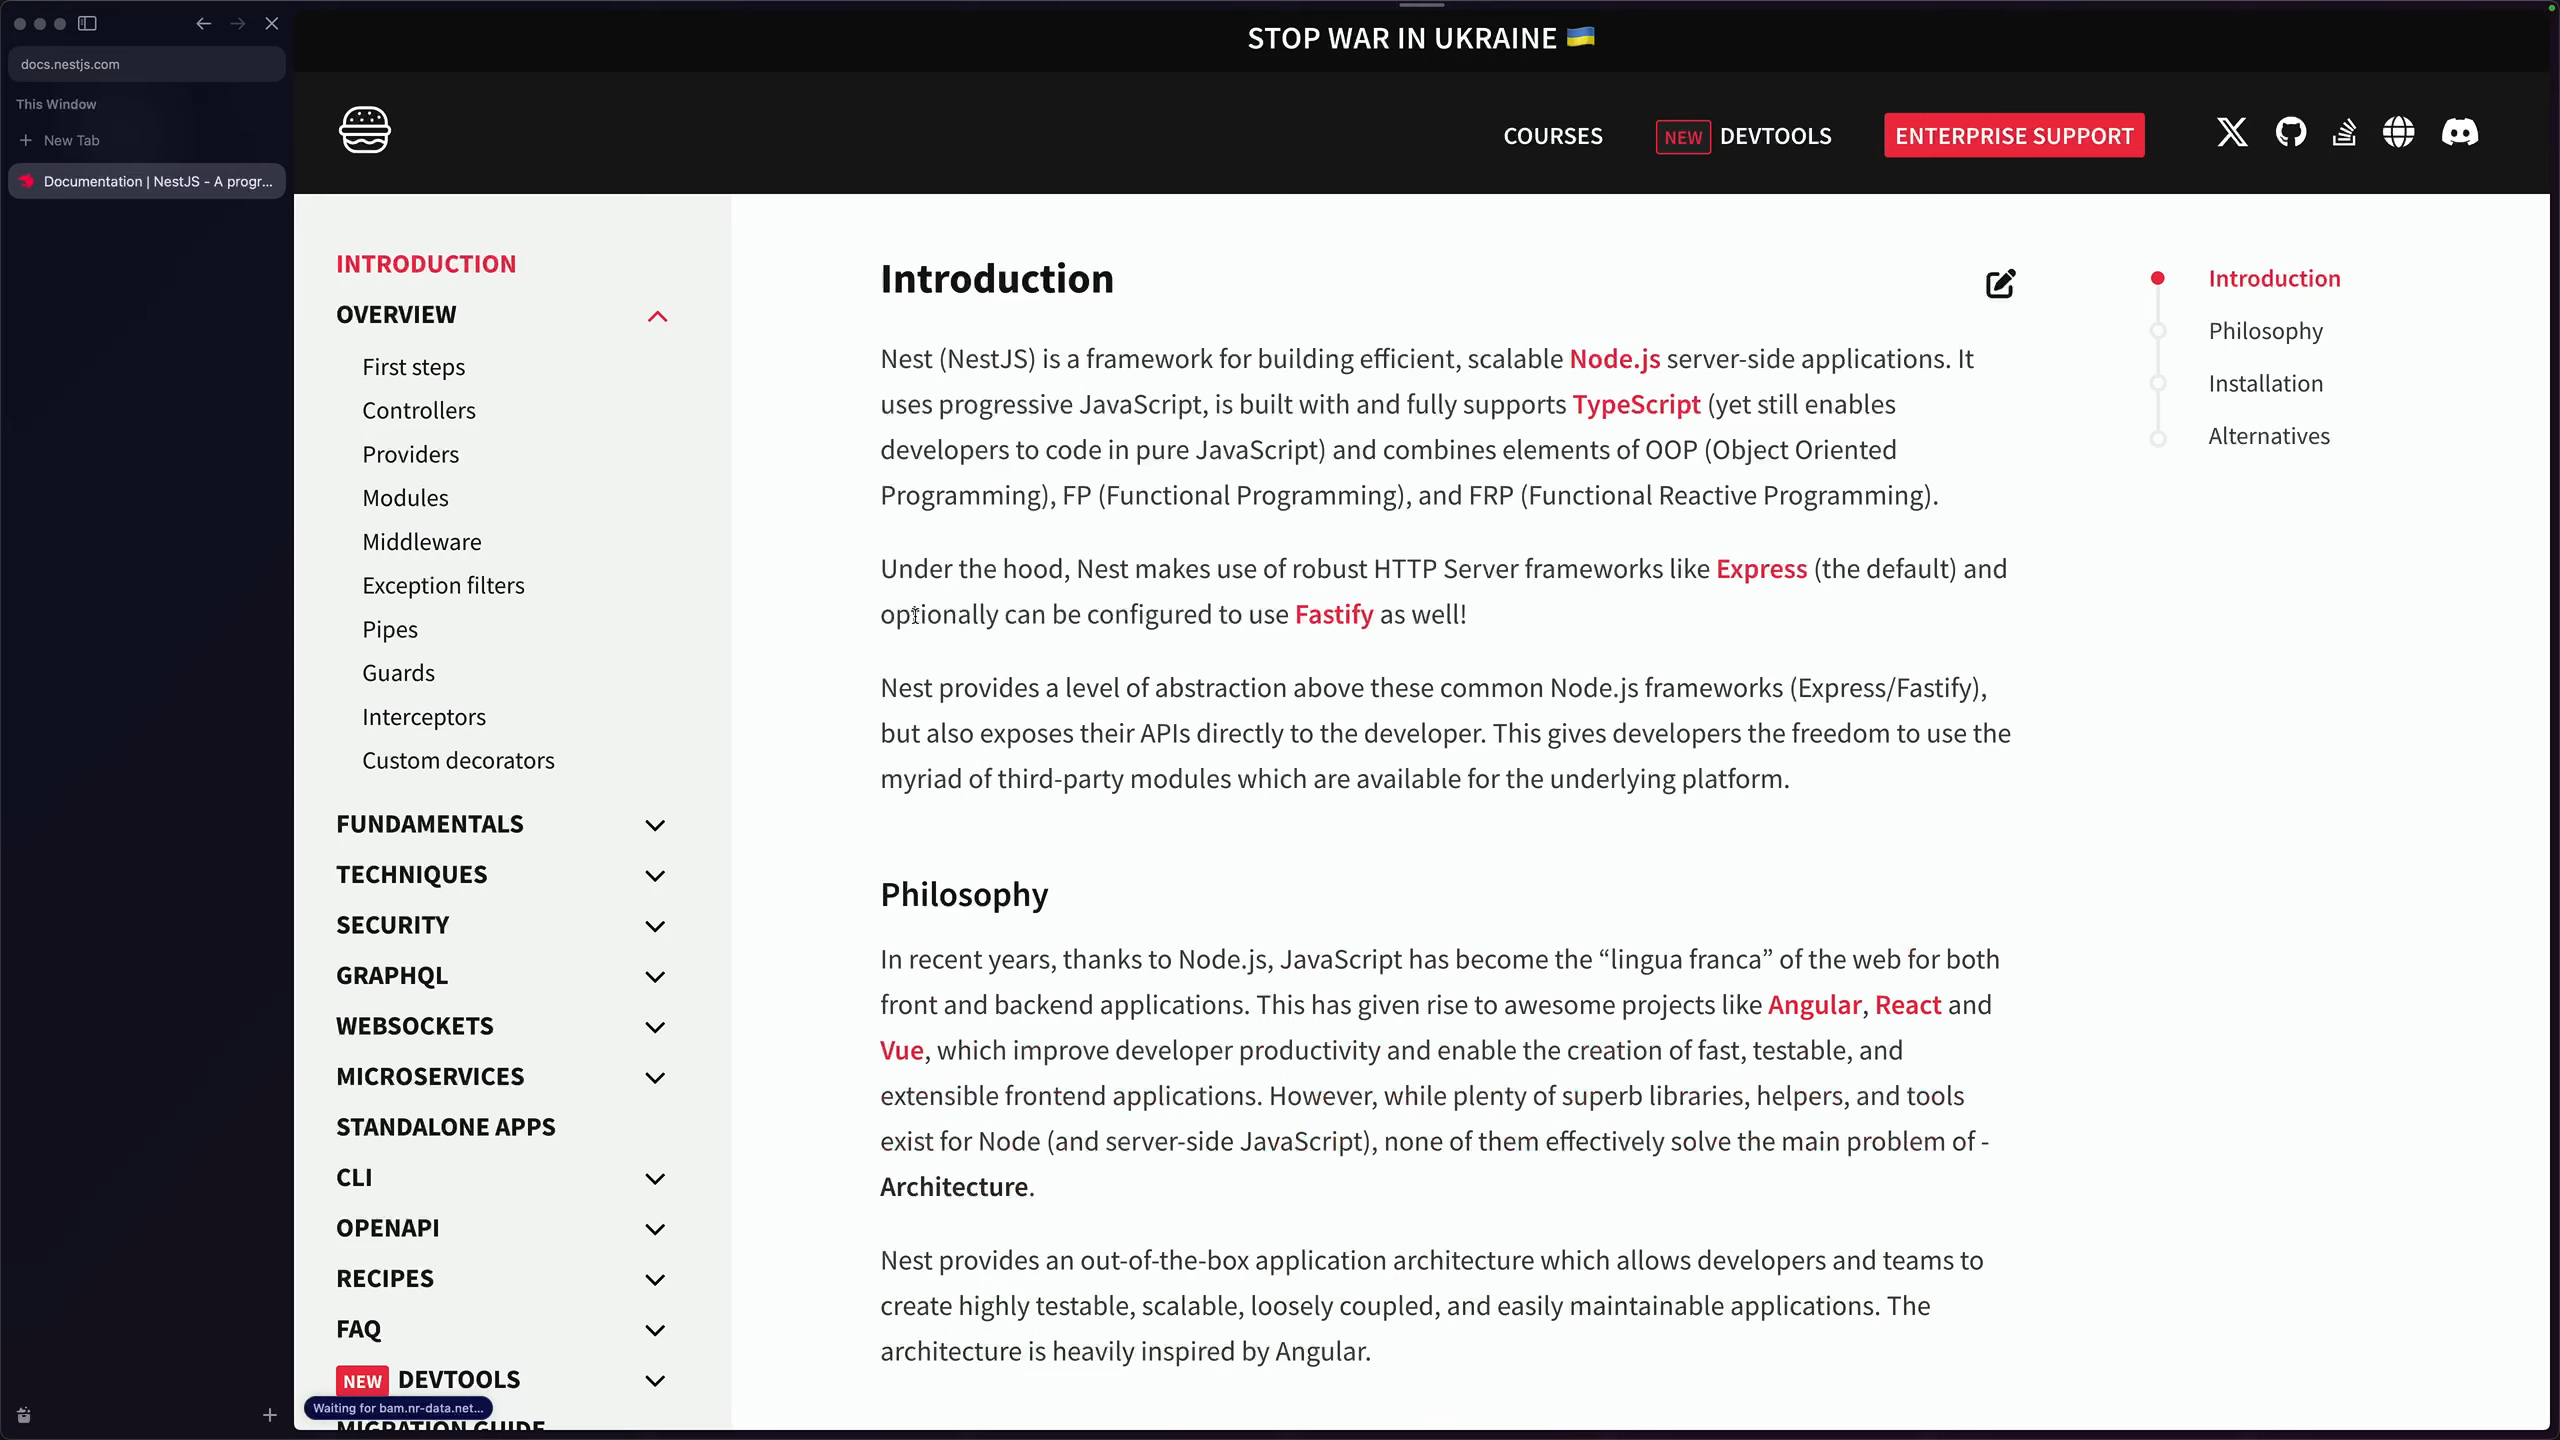 docs.nestjs.com
This Window
New Tab
Documentation | NestJS - A progr...
STOP WAR IN UKRAINE 🇺🇦
COURSES
NEW DEVTOOLS
ENTERPRISE SUPPORT
INTRODUCTION
OVERVIEW
First steps
Controllers
Providers
Modules
Middleware
Exception filters
Pipes
Guards
Interceptors
Custom decorators
FUNDAMENTALS
TECHNIQUES
SECURITY
GRAPHQL
WEBSOCKETS
MICROSERVICES
STANDALONE APPS
CLI
OPENAPI
RECIPES
FAQ
NEW DEVTOOLS
MIGRATION GUIDE
Waiting for bam.nr-data.net...
Introduction
Nest (NestJS) is a framework for building efficient, scalable Node.js server-side applications. It
uses progressive JavaScript, is built with and fully supports TypeScript (yet still enables
developers to code in pure JavaScript) and combines elements of OOP (Object Oriented
Programming), FP (Functional Programming), and FRP (Functional Reactive Programming).
Under the hood, Nest makes use of robust HTTP Server frameworks like Express (the default) and
optionally can be configured to use Fastify as well!
Nest provides a level of abstraction above these common Node.js frameworks (Express/Fastify),
but also exposes their APIs directly to the developer. This gives developers the freedom to use the
myriad of third-party modules which are available for the underlying platform.
Philosophy
In recent years, thanks to Node.js, JavaScript has become the “lingua franca” of the web for both
front and backend applications. This has given rise to awesome projects like Angular, React and
Vue, which improve developer productivity and enable the creation of fast, testable, and
extensible frontend applications. However, while plenty of superb libraries, helpers, and tools
exist for Node (and server-side JavaScript), none of them effectively solve the main problem of -
Architecture.
Nest provides an out-of-the-box application architecture which allows developers and teams to
create highly testable, scalable, loosely coupled, and easily maintainable applications. The
architecture is heavily inspired by Angular.
Introduction
Philosophy
Installation
Alternatives